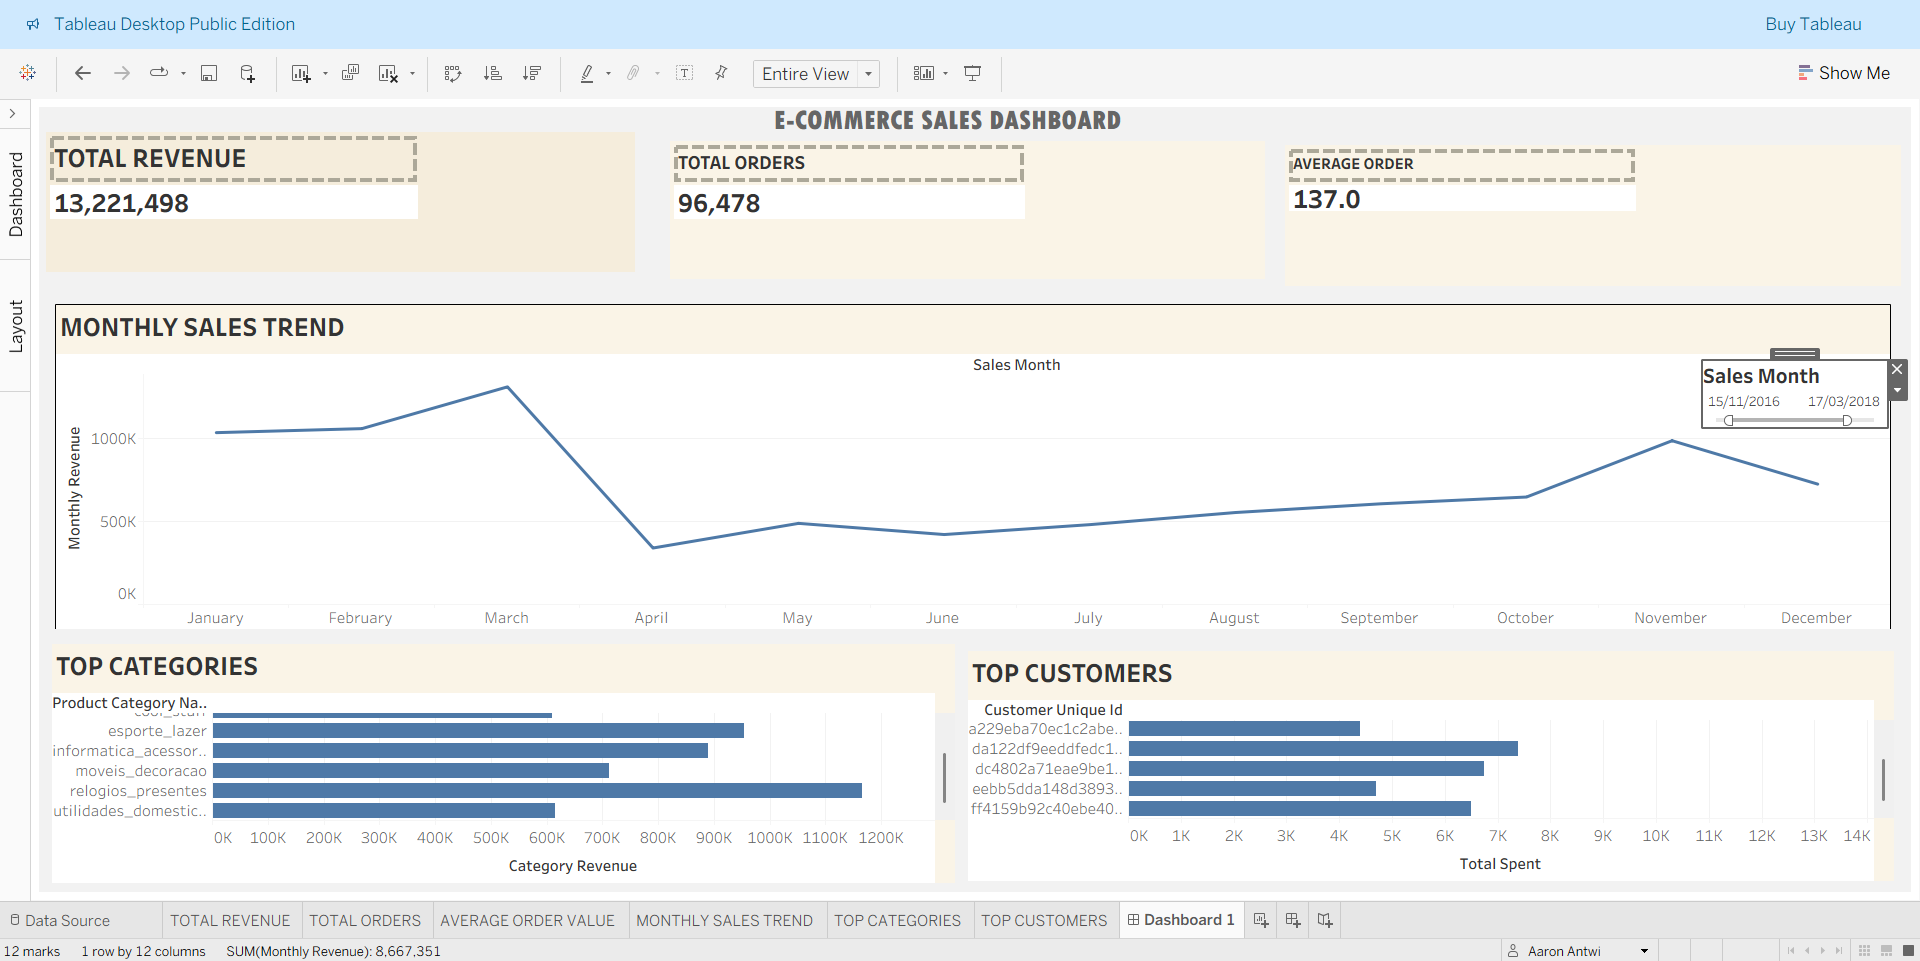 Tableau Desktop Public Edition
Buy Tableau
Entire View
Show Me
Dashboard
Layout
E-COMMERCE SALES DASHBOARD
TOTAL REVENUE
13,221,498
TOTAL ORDERS
96,478
AVERAGE ORDER
137.0
MONTHLY SALES TREND
Sales Month
Sales Month
15/11/2016 17/03/2018
Monthly Revenue
1000K
500K
0K
January February March April May June July August September October November December
TOP CATEGORIES
Product Category Na..
cool_stuff
esporte_lazer
informatica_acessor..
moveis_decoracao
relogios_presentes
utilidades_domestic..
0K 100K 200K 300K 400K 500K 600K 700K 800K 900K 1000K 1100K 1200K
Category Revenue
TOP CUSTOMERS
Customer Unique Id
a229eba70ec1c2abe..
da122df9eeddfedc1..
dc4802a71eae9be1..
eebb5dda148d3893..
ff4159b92c40ebe40..
0K 1K 2K 3K 4K 5K 6K 7K 8K 9K 10K 11K 12K 13K 14K
Total Spent
Data Source TOTAL REVENUE TOTAL ORDERS AVERAGE ORDER VALUE MONTHLY SALES TREND TOP CATEGORIES TOP CUSTOMERS Dashboard 1
12 marks 1 row by 12 columns SUM(Monthly Revenue): 8,667,351
Aaron Antwi